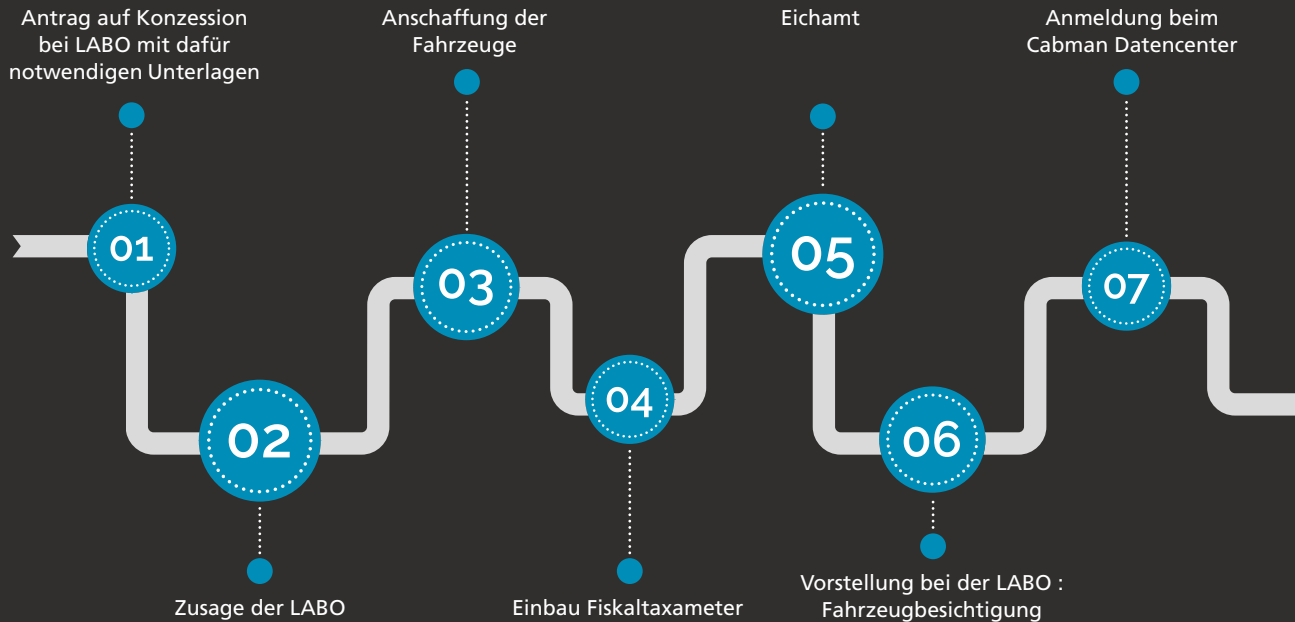 Antrag auf Konzession
bei LABO mit dafür
notwendigen Unterlagen
01
02
Zusage der LABO
Anschaffung der
Fahrzeuge
03
04
Einbau Fiskaltaxameter
Eichamt
05
06
Vorstellung bei der LABO :
Fahrzeugbesichtigung
Anmeldung beim
Cabman Datencenter
07